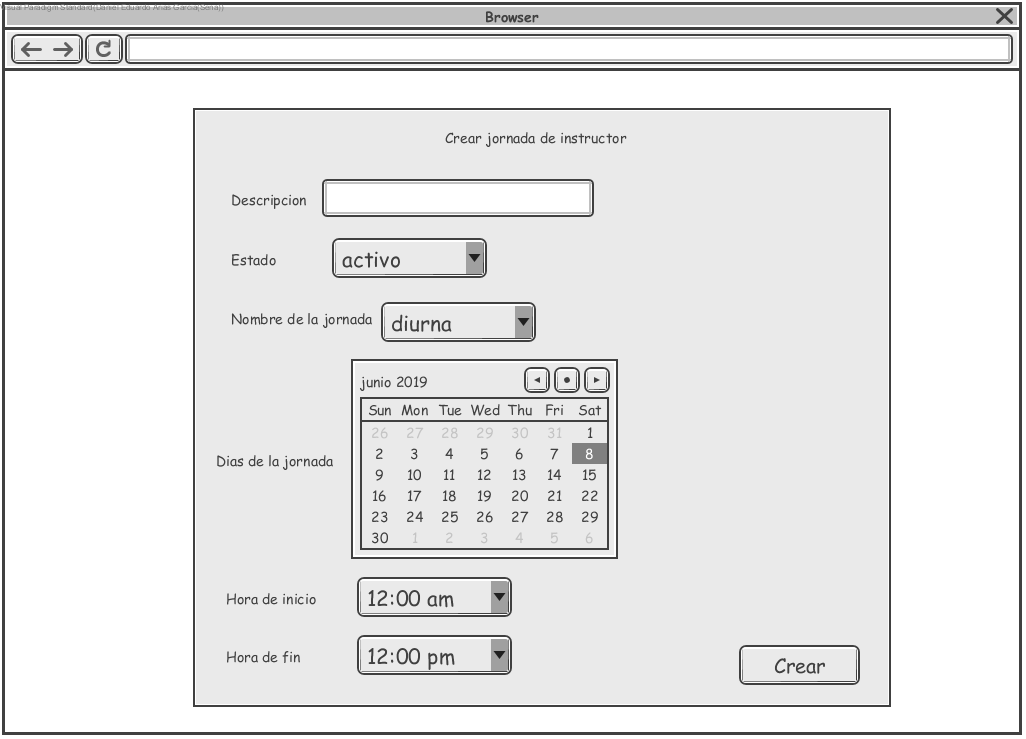 Visual Paradigm Standard(Daniel Eduardo Arias Garcia(Sena))
Browser
Crear jornada de instructor
Descripcion
Estado activo
Nombre de la jornada diurna
junio 2019
Sun Mon Tue Wed Thu Fri Sat
26 27 28 29 30 31 1
2 3 4 5 6 7 8
Dias de la jornada
9 10 11 12 13 14 15
16 17 18 19 20 21 22
23 24 25 26 27 28 29
30 1 2 3 4 5 6
Hora de inicio 12:00 am
Hora de fin 12:00 pm
Crear